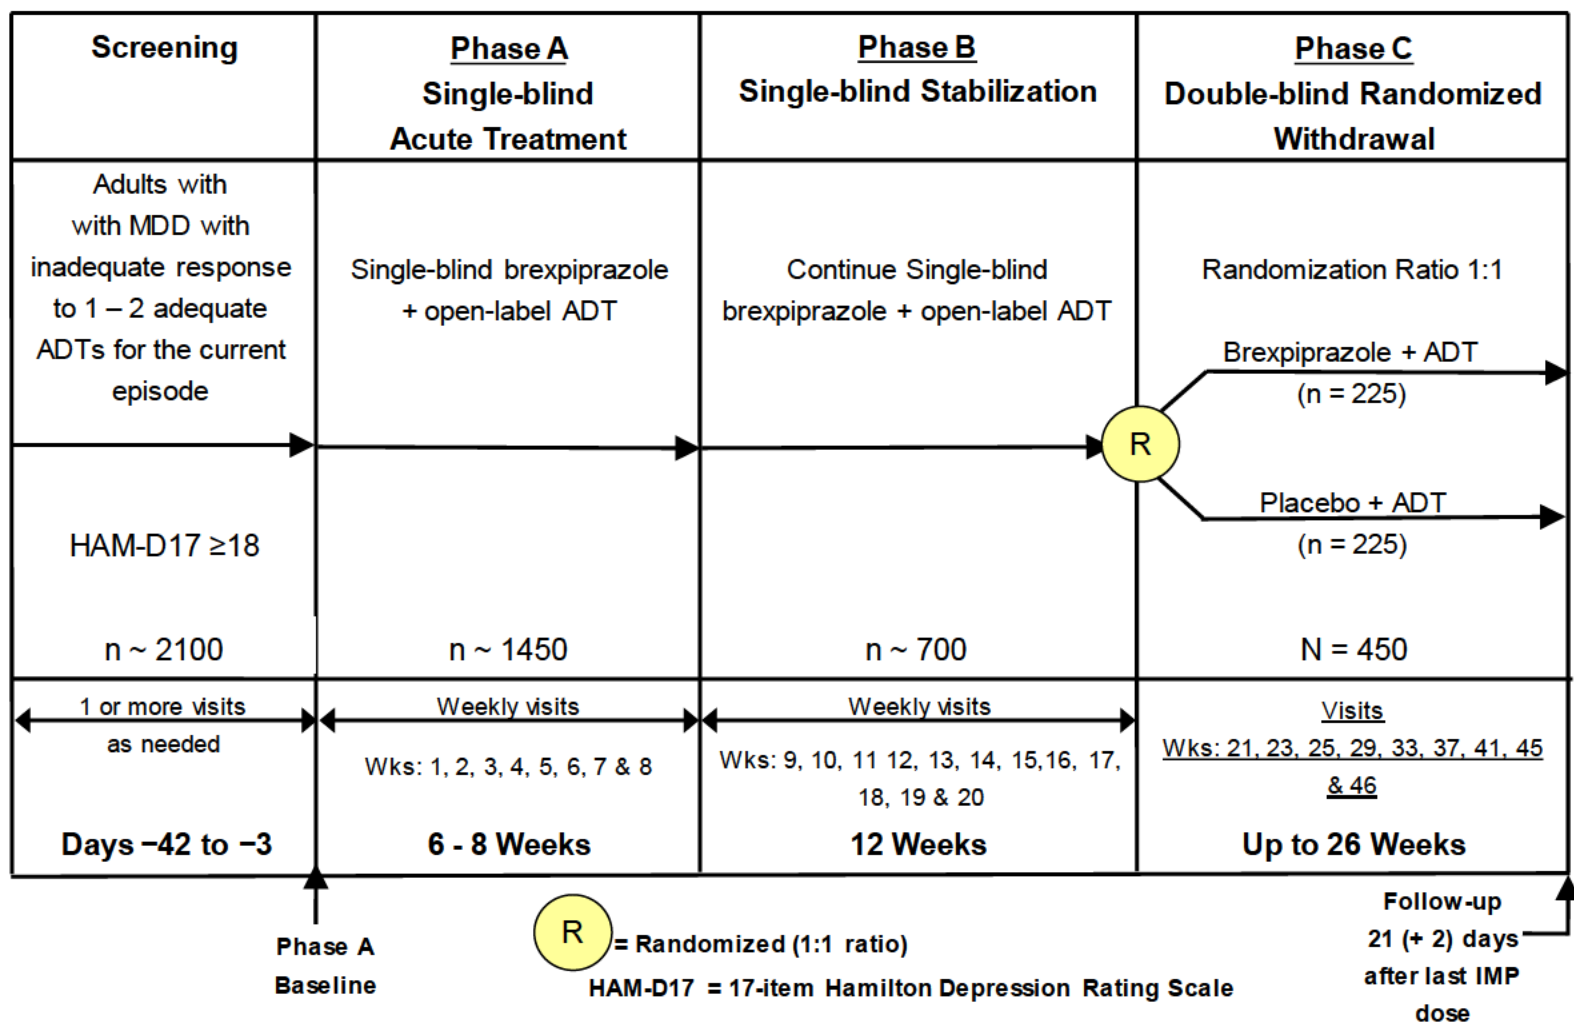 Screening
Phase A
Single-blind
Acute Treatment
Phase B
Single-blind Stabilization
Phase C
Double-blind Randomized
Withdrawal
Adults with
with MDD with
inadequate response
to 1 – 2 adequate
ADTs for the current
episode
HAM-D17 ≥18
n ~ 2100
Single-blind brexpiprazole
+ open-label ADT
n ~ 1450
Continue Single-blind
brexpiprazole + open-label ADT
n ~ 700
Randomization Ratio 1:1
Brexpiprazole + ADT
(n = 225)
R
Placebo + ADT
(n = 225)
N = 450
1 or more visits
as needed
Days −42 to −3
Weekly visits
Wks: 1, 2, 3, 4, 5, 6, 7 & 8
6 - 8 Weeks
Weekly visits
Wks: 9, 10, 11 12, 13, 14, 15,16, 17,
18, 19 & 20
12 Weeks
Visits
Wks: 21, 23, 25, 29, 33, 37, 41, 45
& 46
Up to 26 Weeks
Phase A
Baseline
R
= Randomized (1:1 ratio)
HAM-D17 = 17-item Hamilton Depression Rating Scale
Follow-up
21 (+ 2) days
after last IMP
dose